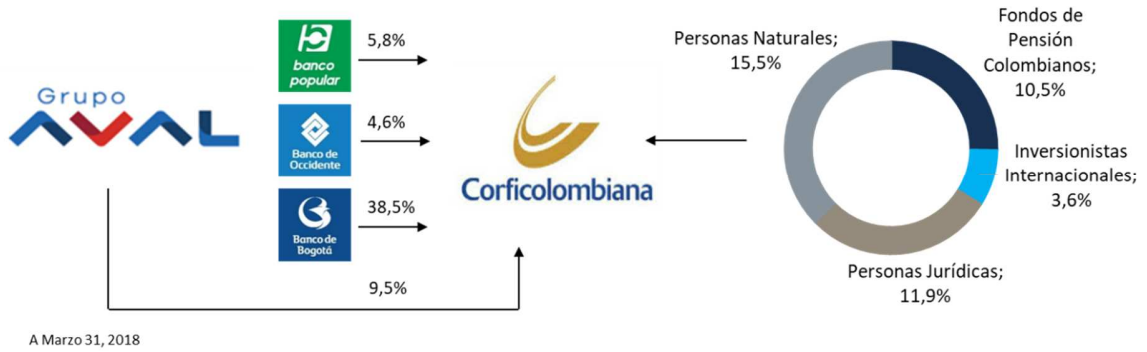 Grupo
AVAL
banco
popular
5,8%
Banco de
Occidente
4,6%
Banco de
Bogotá
38,5%
9,5%
Corficolombiana
Personas Naturales;
15,5%
Fondos de
Pensión
Colombianos;
10,5%
Inversionistas
Internacionales;
3,6%
Personas Jurídicas;
11,9%
A Marzo 31, 2018